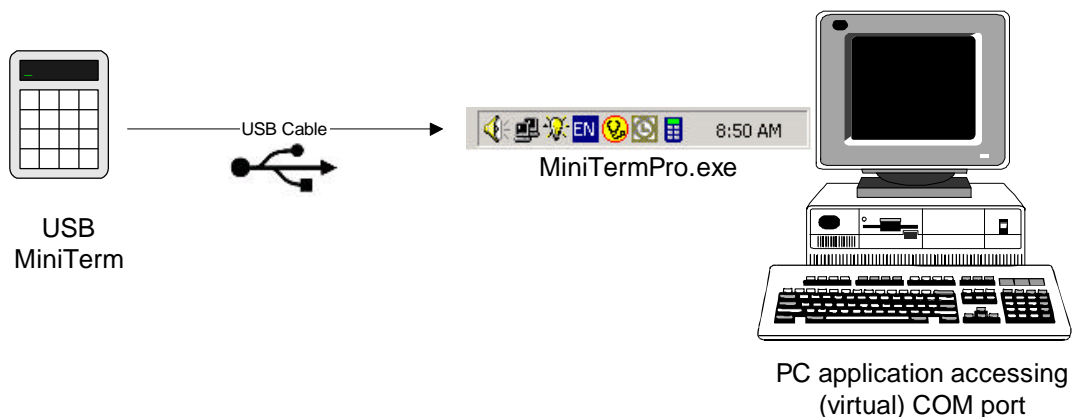 USB Cable
EN
8:50 AM
MiniTermPro.exe
USB
MiniTerm
PC application accessing
(virtual) COM port